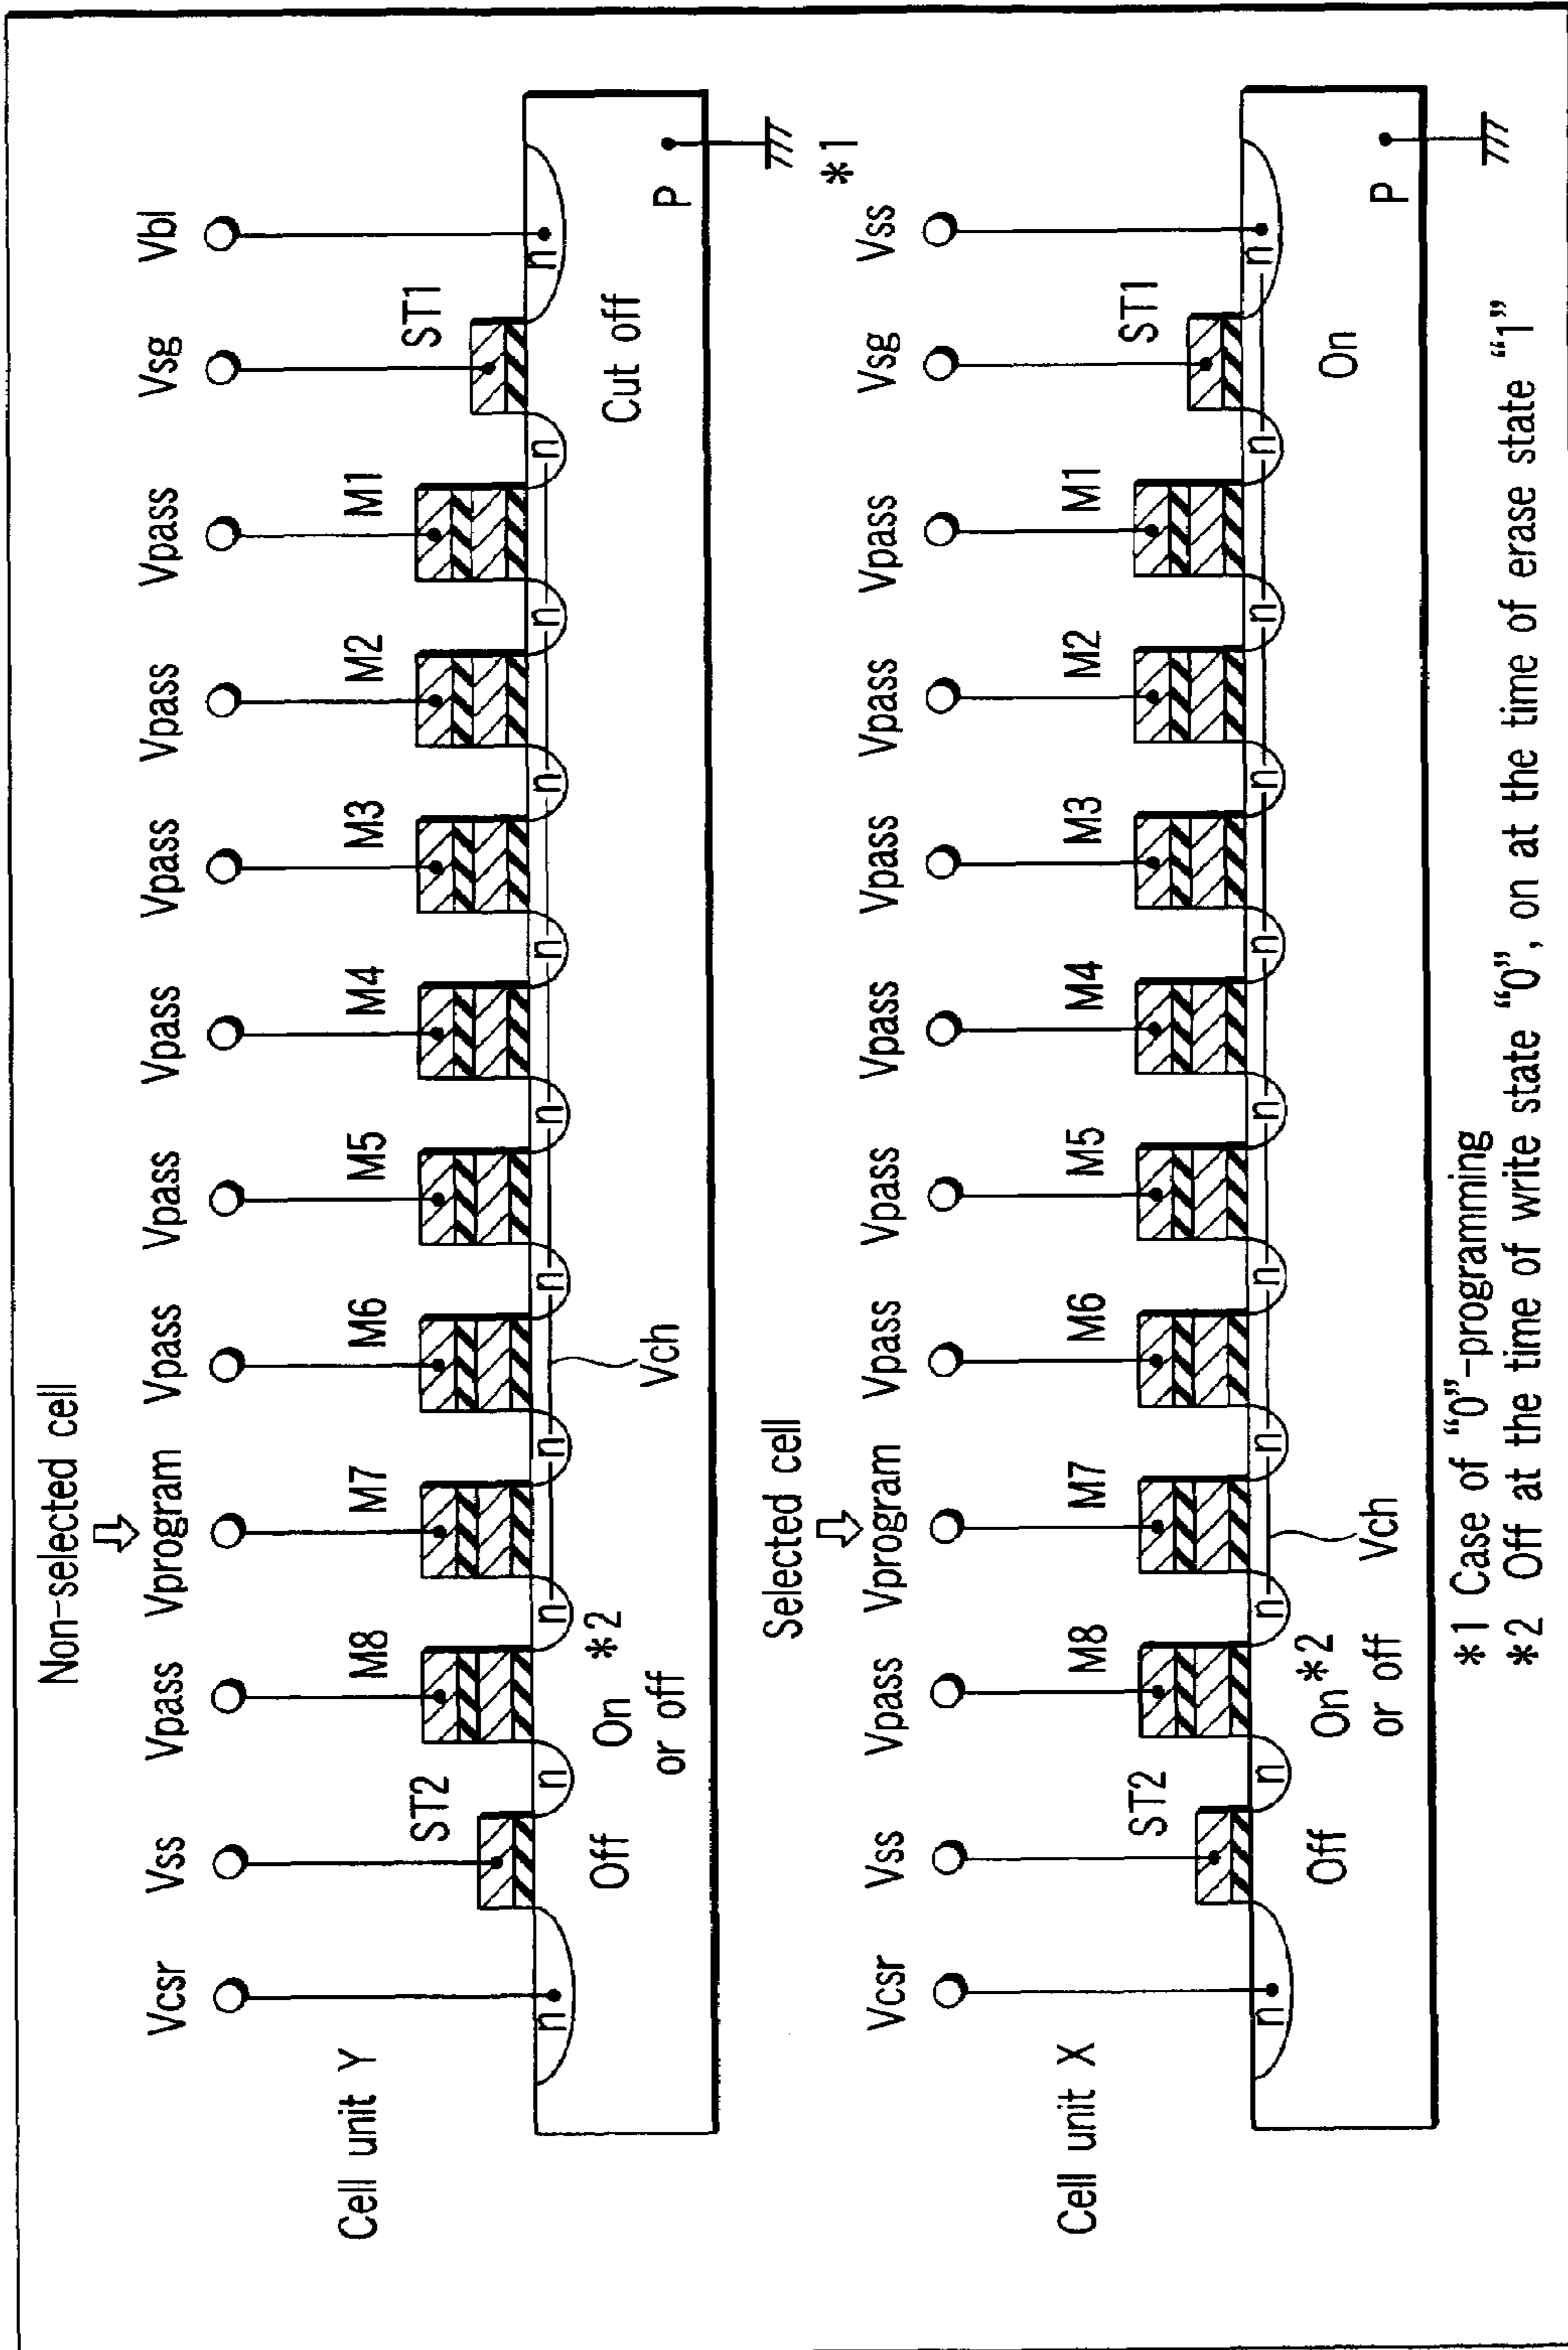 Non-selected cell
Vcsr Vss Vpass Vprogram Vpass Vpass Vpass Vpass Vpass Vpass Vsg Vbl
Cell unit Y
ST2 M8 M7 M6 M5 M4 M3 M2 M1 ST1
n n n n n n n n n n n
Off On *2 or off Vch Cut off P
*1
Selected cell
Vcsr Vss Vpass Vprogram Vpass Vpass Vpass Vpass Vpass Vpass Vsg Vss
Cell unit X
ST2 M8 M7 M6 M5 M4 M3 M2 M1 ST1
n n n n n n n n n n n
Off On*2 or off Vch On P
*1 Case of “0”-programming
*2 Off at the time of write state “0”, on at the time of erase state “1”